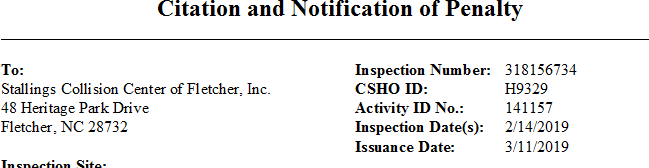 Citation and Notification of Penalty
To:
Stallings Collision Center of Fletcher, Inc.
48 Heritage Park Drive
Fletcher, NC 28732
Inspection Number: 318156734
CSHO ID: H9329
Activity ID No.: 141157
Inspection Date(s): 2/14/2019
Issuance Date: 3/11/2019
Inspection Site: